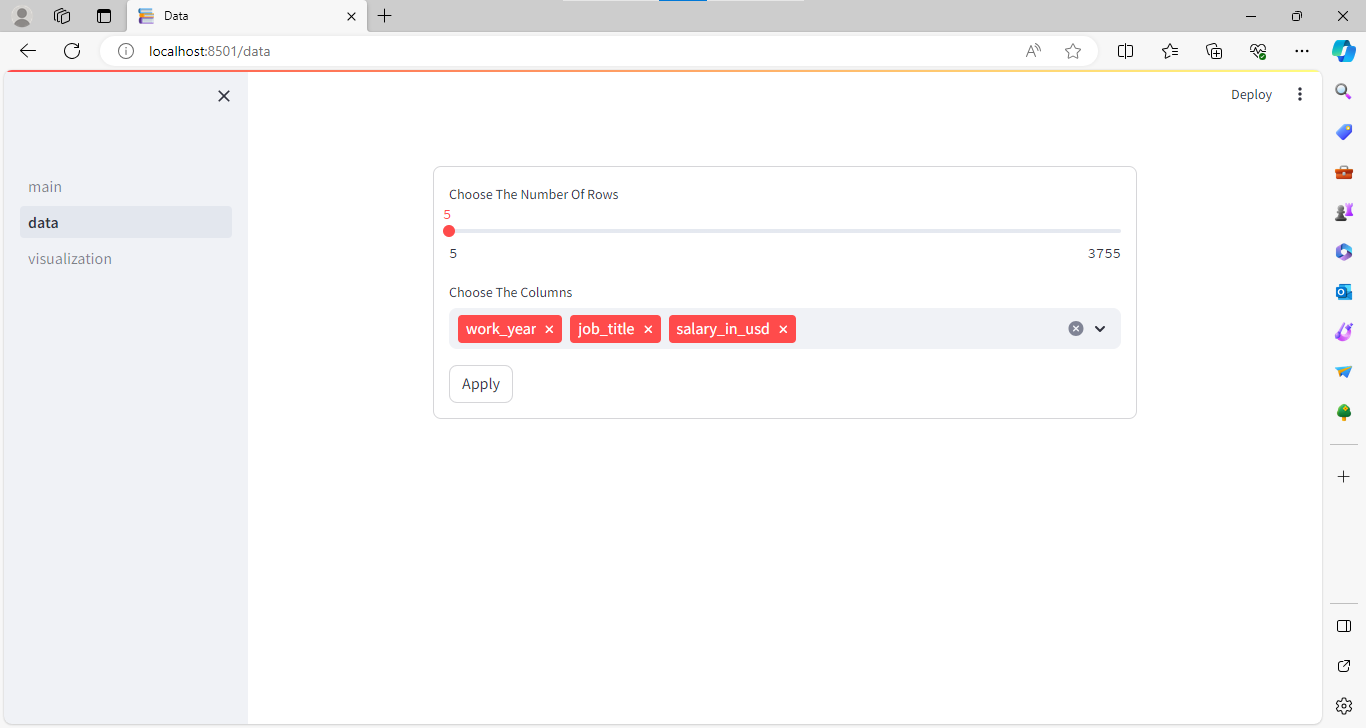 Data
localhost:8501/data
Deploy
main
data
visualization
Choose The Number Of Rows
5
5 3755
Choose The Columns
work_year job_title salary_in_usd
Apply